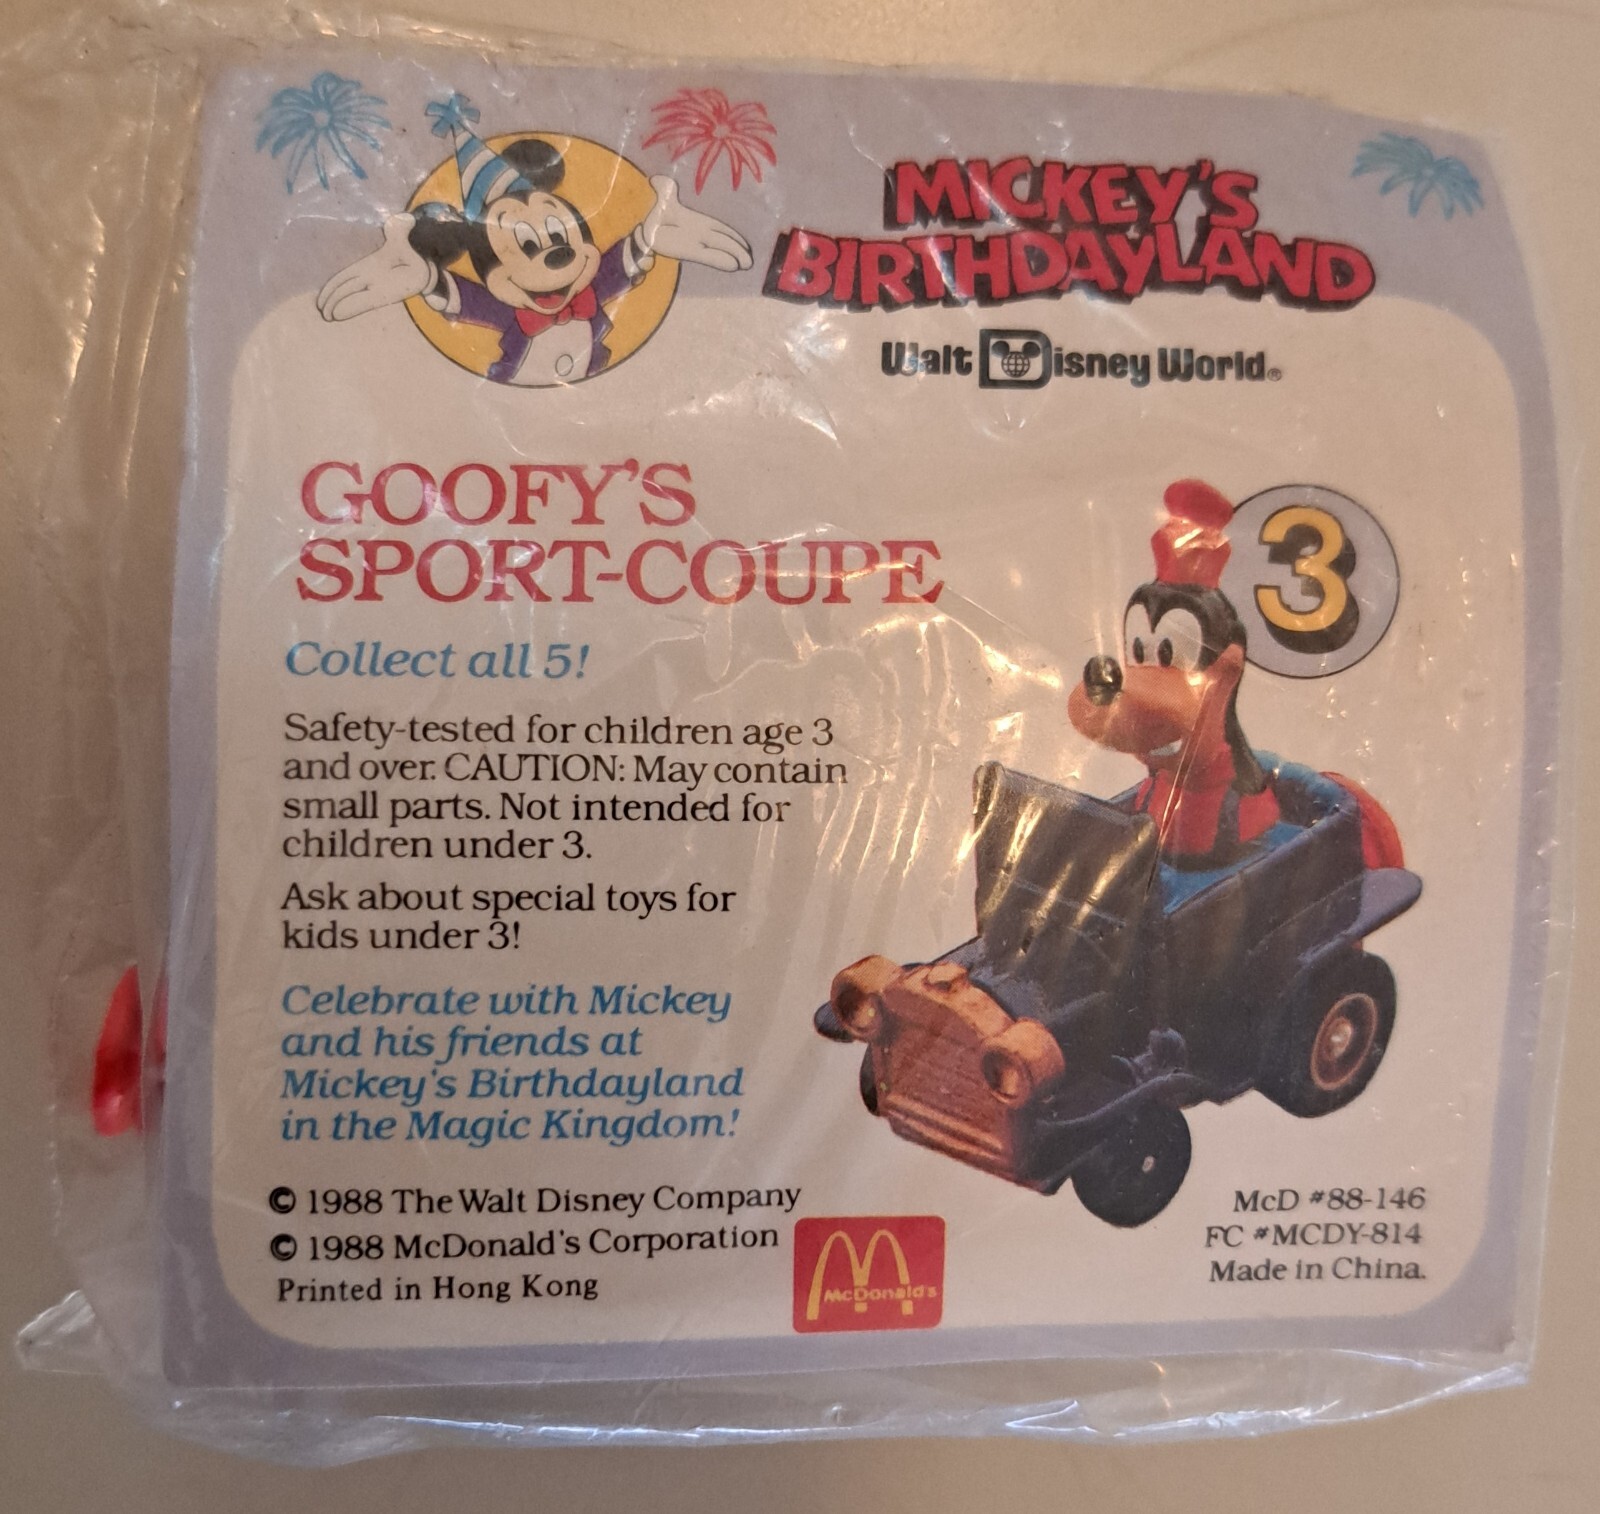 MICKEY'S
BIRTHDAYLAND
Walt Disney World®
GOOFY'S
SPORT-COUPE
3
Collect all 5!
Safety-tested for children age 3
and over. CAUTION: May contain
small parts. Not intended for
children under 3.
Ask about special toys for
kids under 3!
Celebrate with Mickey
and his friends at
Mickey's Birthdayland
in the Magic Kingdom!
© 1988 The Walt Disney Company
© 1988 McDonald's Corporation
Printed in Hong Kong
McDonald's
McD #88-146
FC #MCDY-814
Made in China.